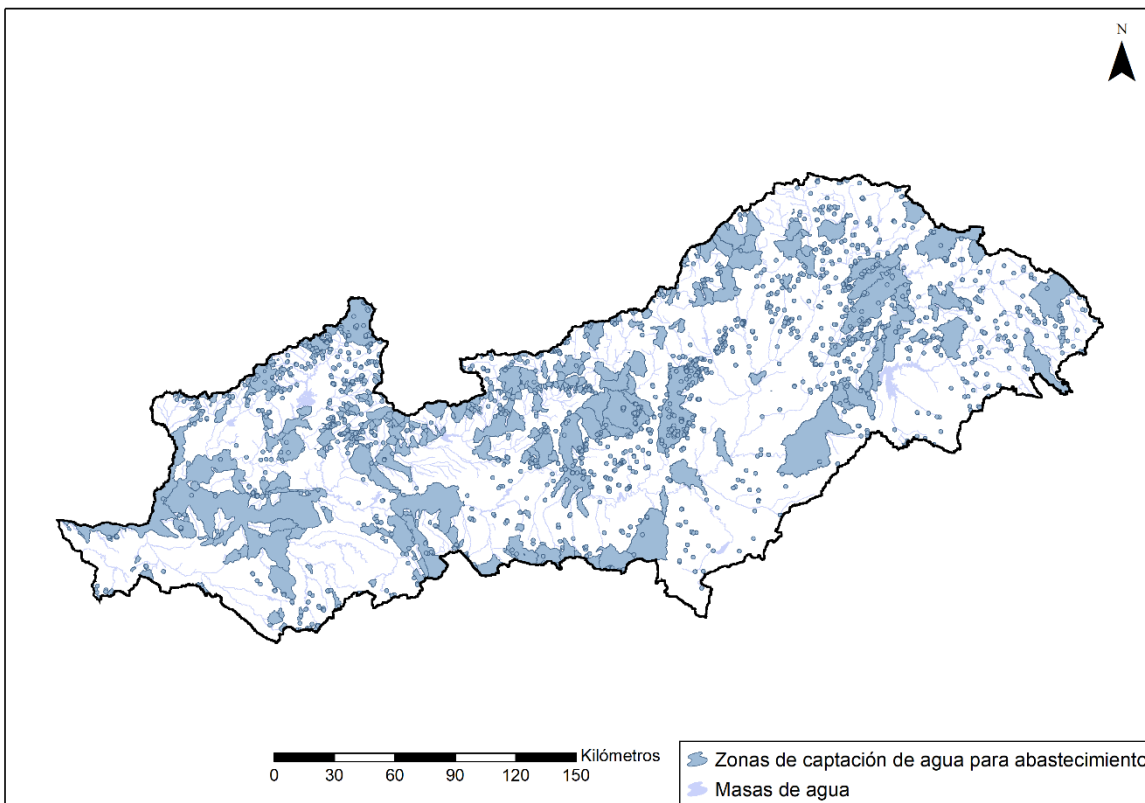 N
Kilómetros
0 30 60 90 120 150
Zonas de captación de agua para abastecimiento
Masas de agua